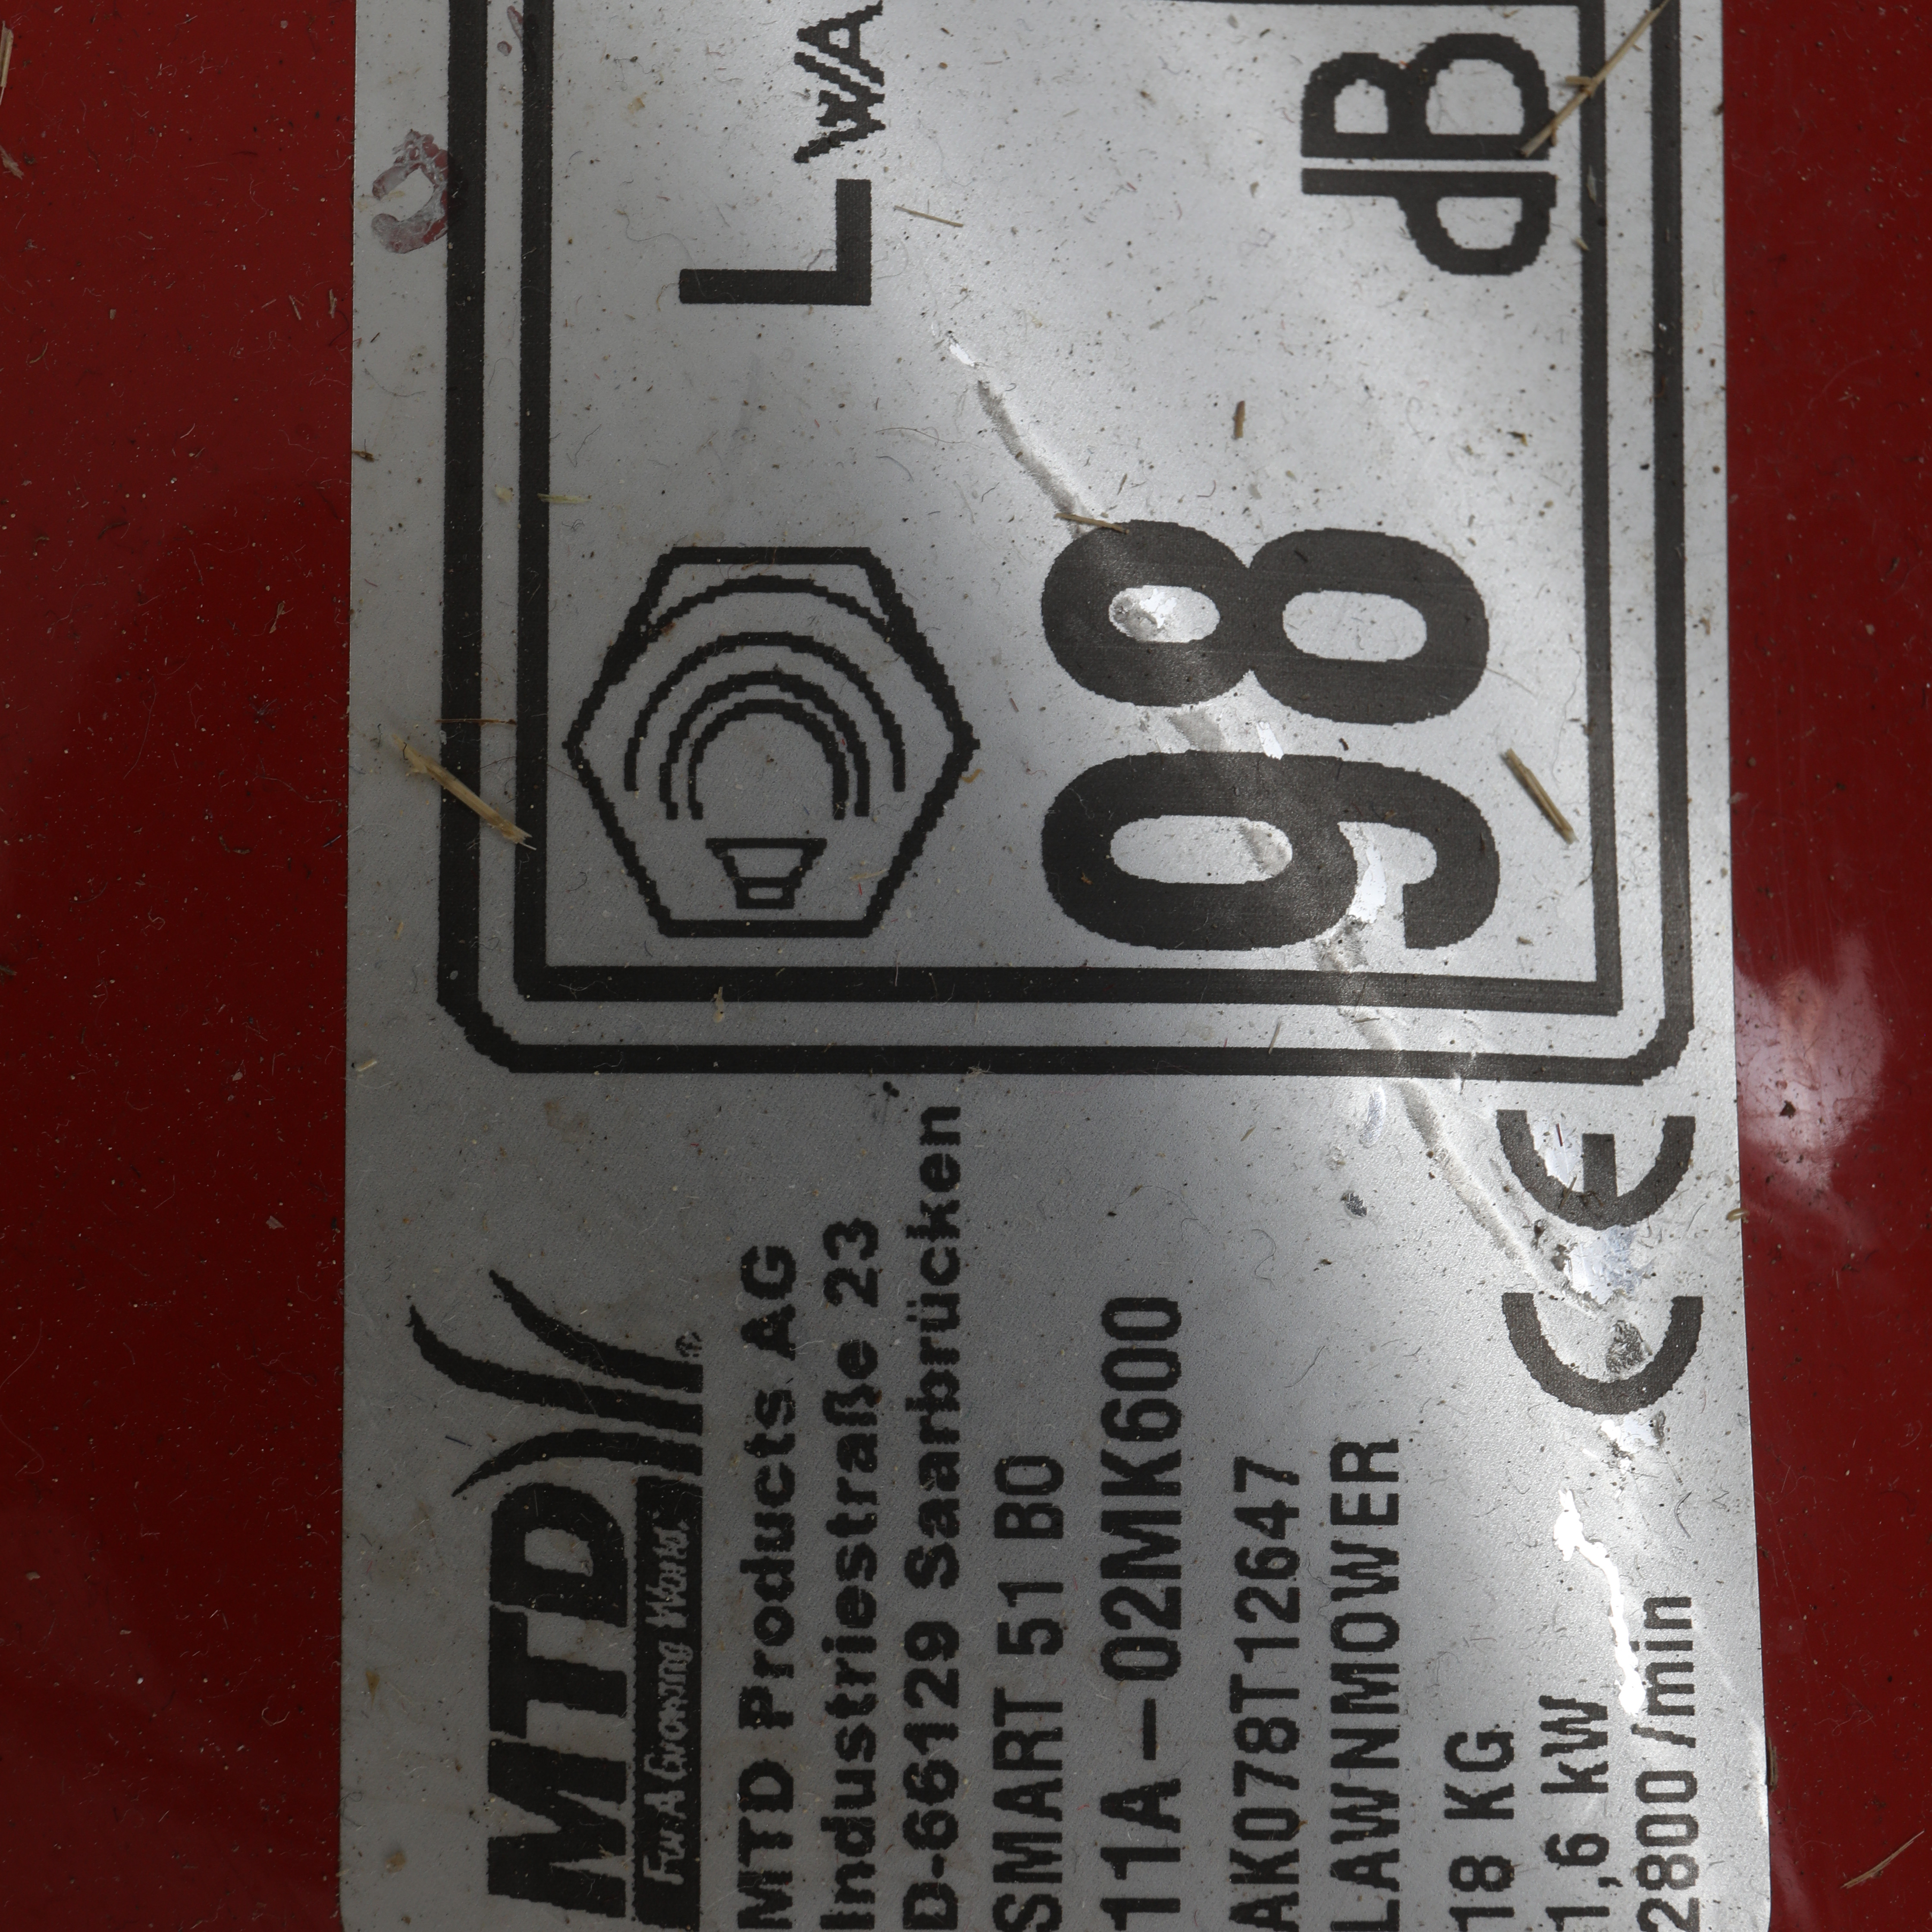 MTD®
For A Growing World.
MTD Products AG
Industriestraße 23
D-66129 Saarbrücken
SMART 51 BO
11A-02MK600
AK078T12647
LAWNMOWER
18 KG
1,6 kW
2800 /min
CE
LWA
98 dB